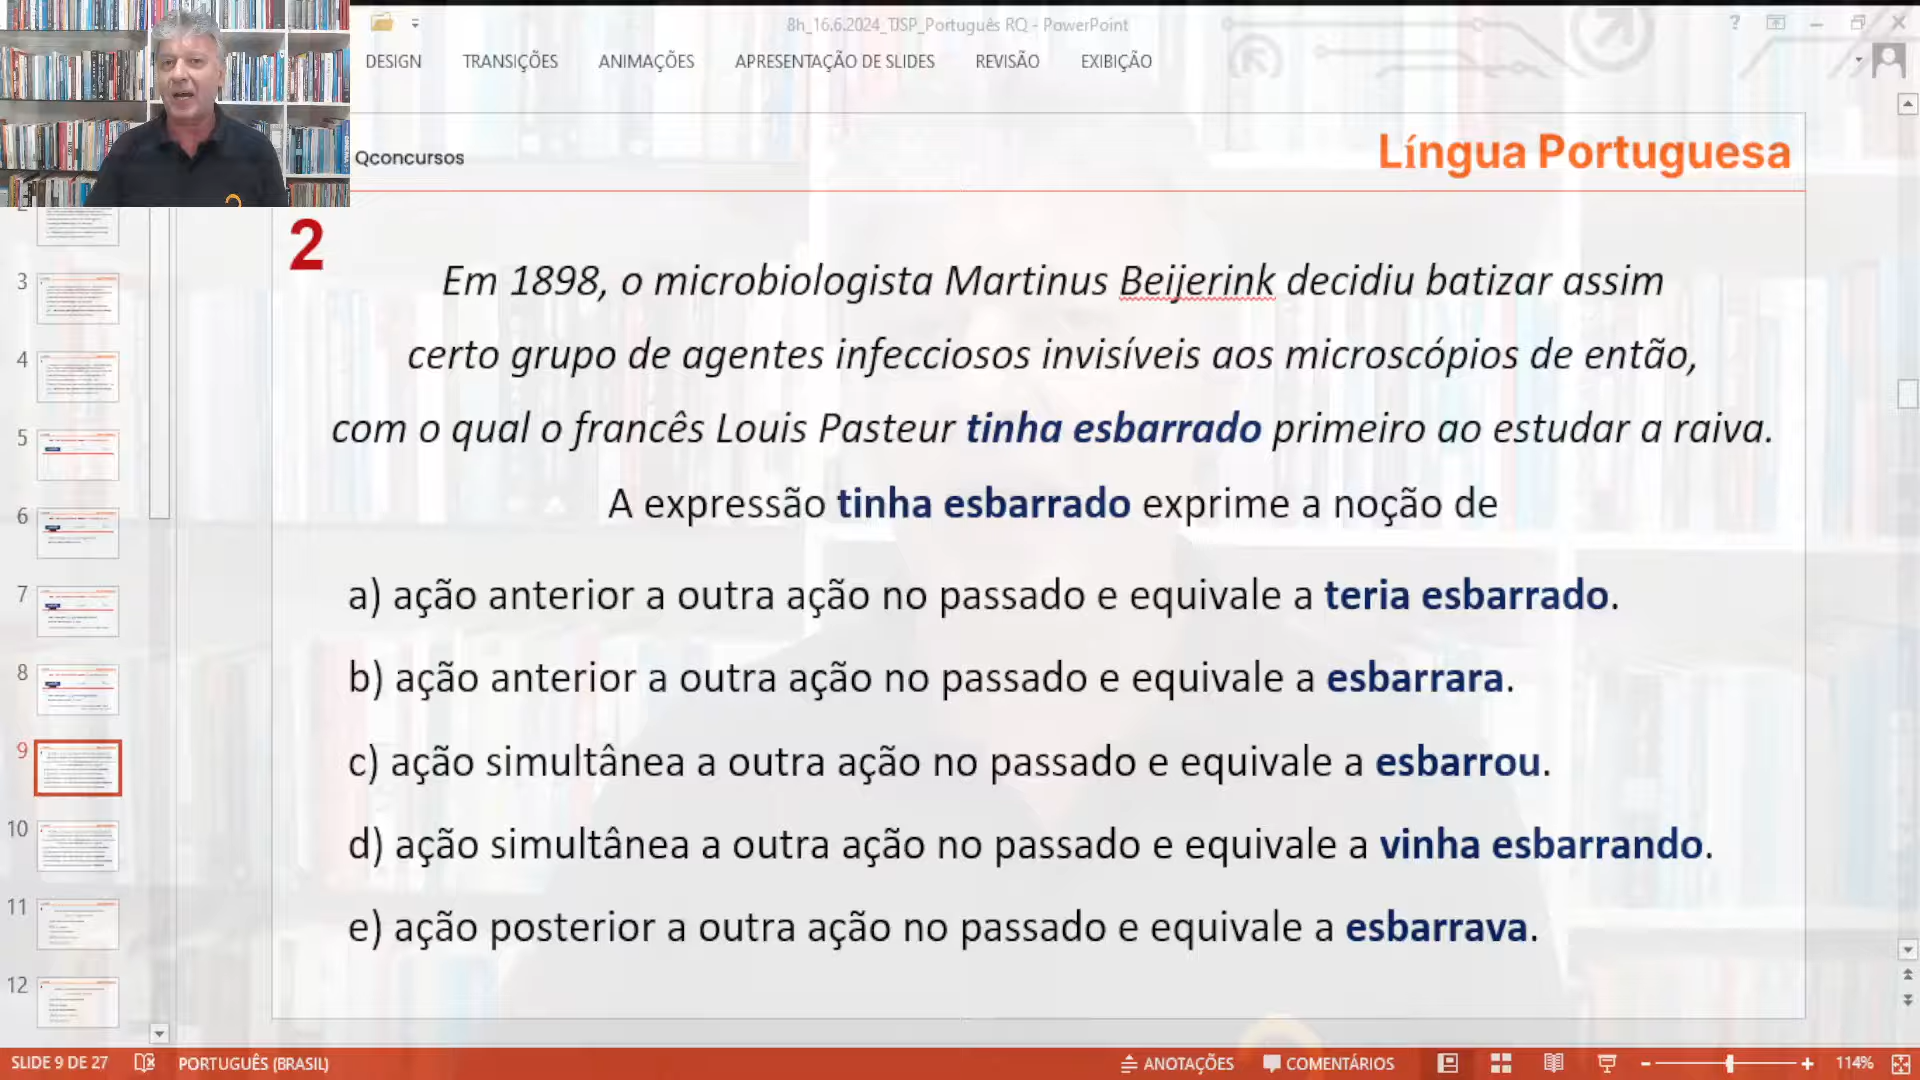 8h_16.6.2024_TJSP_Português RQ - PowerPoint
?
DESIGN TRANSIÇÕES ANIMAÇÕES APRESENTAÇÃO DE SLIDES REVISÃO EXIBIÇÃO
Qconcursos
Língua Portuguesa
2
Em 1898, o microbiologista Martinus Beijerink decidiu batizar assim
certo grupo de agentes infecciosos invisíveis aos microscópios de então,
com o qual o francês Louis Pasteur tinha esbarrado primeiro ao estudar a raiva.
A expressão tinha esbarrado exprime a noção de
a) ação anterior a outra ação no passado e equivale a teria esbarrado.
b) ação anterior a outra ação no passado e equivale a esbarrara.
c) ação simultânea a outra ação no passado e equivale a esbarrou.
d) ação simultânea a outra ação no passado e equivale a vinha esbarrando.
e) ação posterior a outra ação no passado e equivale a esbarrava.
3
4
5
6
7
8
9
10
11
12
SLIDE 9 DE 27 PORTUGUÊS (BRASIL) ANOTAÇÕES COMENTÁRIOS 114%